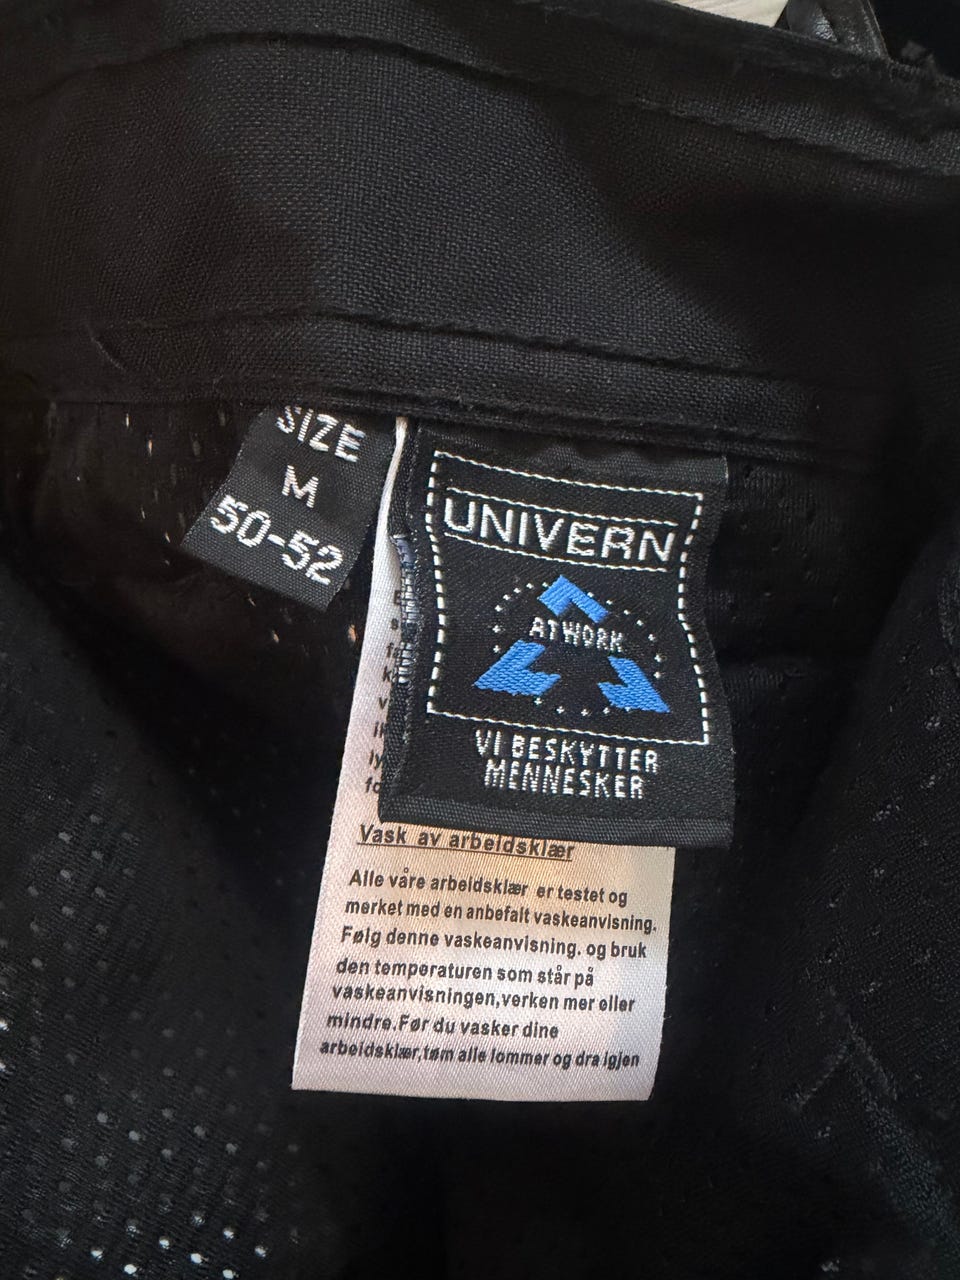 SIZE
M
50-52
UNIVERN
AT WORK
VI BESKYTTER
MENNESKER
Vask av arbeidsklær
Alle våre arbeidsklær er testet og
merket med en anbefalt vaskeanvisning.
Følg denne vaskeanvisning. og bruk
den temperaturen som står på
vaskeanvisningen,verken mer eller
mindre.Før du vasker dine
arbeidsklær,tøm alle lommer og dra igjen